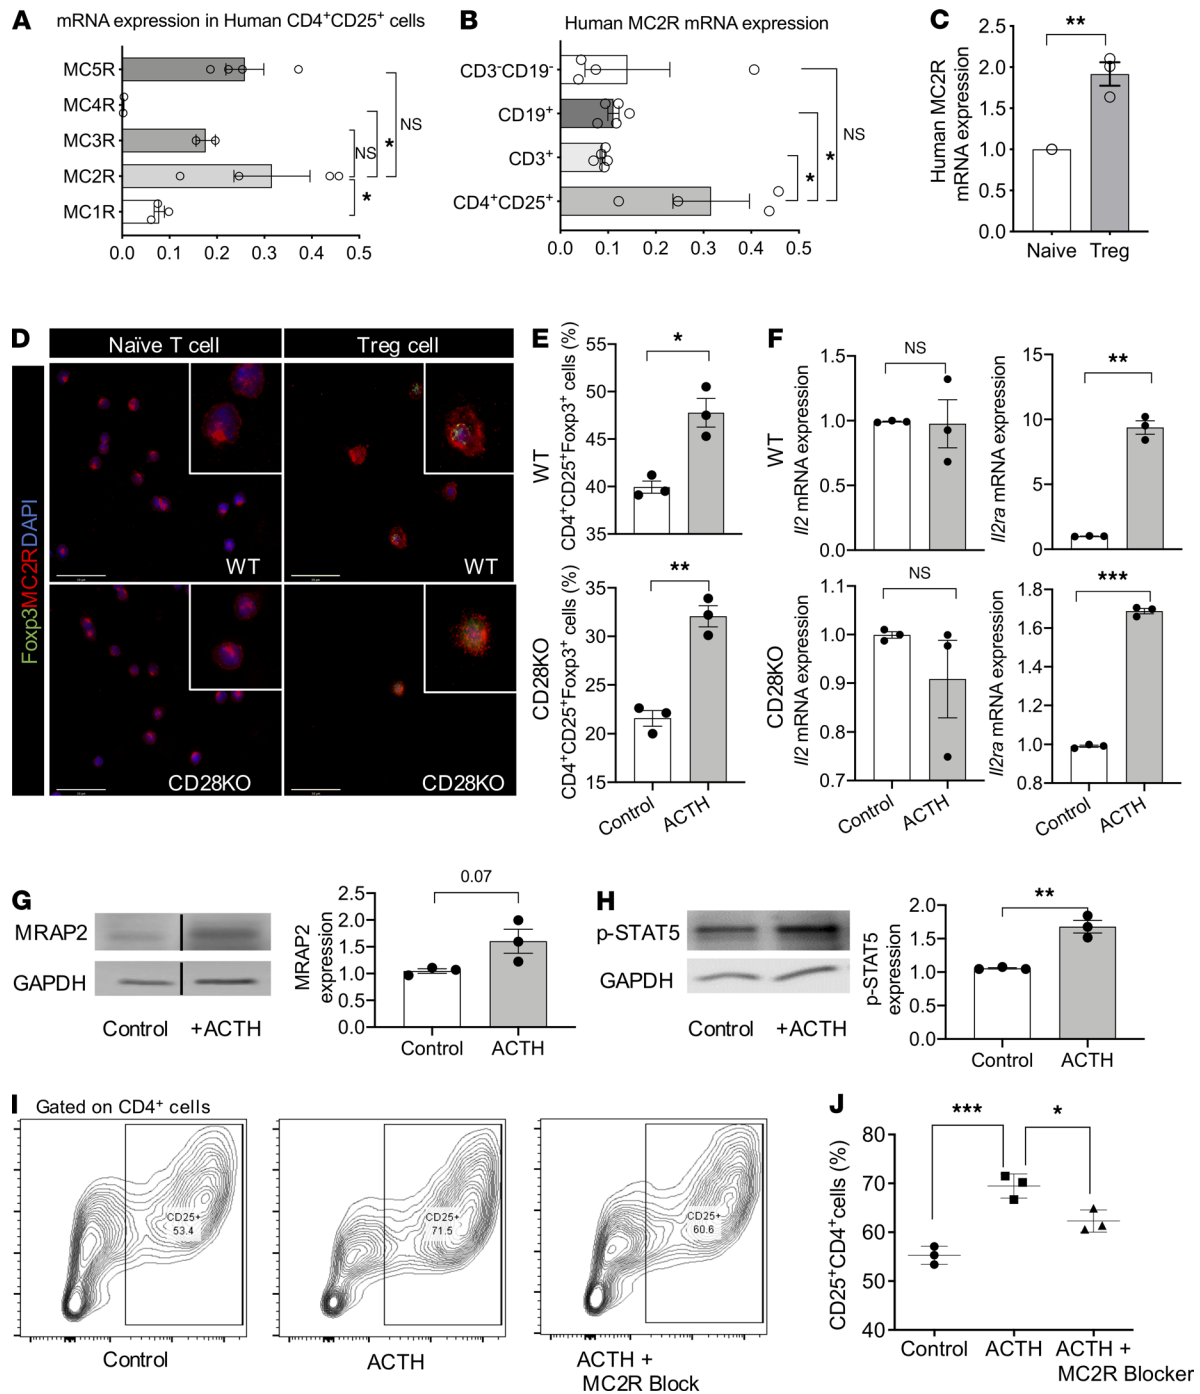 A mRNA expression in Human CD4+CD25+ cells
MC5R
MC4R
MC3R
MC2R
MC1R
NS
*
NS
*
0.0 0.1 0.2 0.3 0.4 0.5
B Human MC2R mRNA expression
CD3-CD19-
CD19+
CD3+
CD4+CD25+
*
*
NS
0.0 0.1 0.2 0.3 0.4 0.5
C
Human MC2R
mRNA expression
2.5
2.0
1.5
1.0
0.5
0.0
**
Naive Treg
D
Naïve T cell Treg cell
Foxp3MC2RDAPI
WT WT
CD28KO CD28KO
E
WT
CD4+CD25+Foxp3+ cells (%)
55
50
45
40
35
*
CD28KO
CD4+CD25+Foxp3+ cells (%)
35
30
25
20
15
**
Control ACTH
F
WT
Il2 mRNA expression
1.5
1.0
0.5
0.0
NS
Il2ra mRNA expression
15
10
5
0
**
CD28KO
Il2 mRNA expression
1.1
1.0
0.9
0.8
0.7
NS
Control ACTH
Il2ra mRNA expression
1.8
1.6
1.4
1.2
1.0
0.8
***
Control ACTH
G
MRAP2
GAPDH
Control +ACTH
MRAP2
expression
2.5
2.0
1.5
1.0
0.5
0.0
0.07
Control ACTH
H
p-STAT5
GAPDH
Control +ACTH
p-STAT5
expression
2.0
1.5
1.0
0.5
0.0
**
Control ACTH
I Gated on CD4+ cells
CD25+
53.4
Control
CD25+
71.5
ACTH
CD25+
60.6
ACTH +
MC2R Block
J
CD25+CD4+cells (%)
80
70
60
50
40
*** *
Control ACTH ACTH +
MC2R Blocker